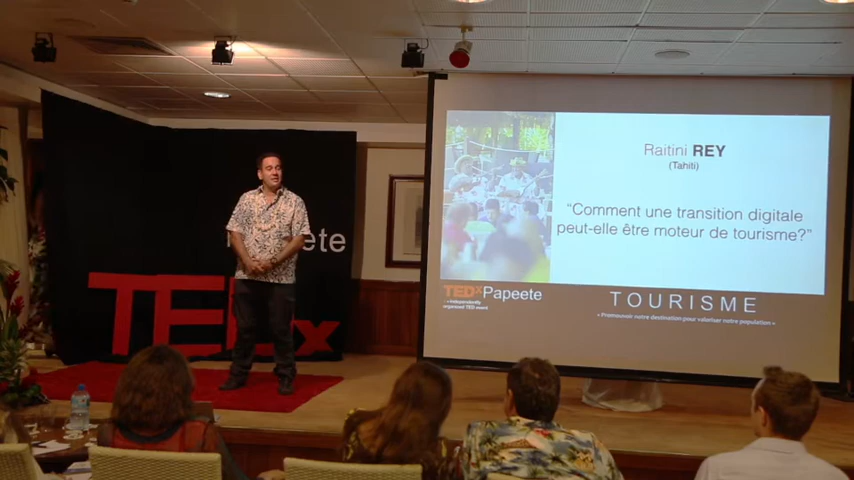 Raitini REY
(Tahiti)
“Comment une transition digitale
peut-elle être moteur de tourisme?”
TEDxPapeete
TOURISME
« Promouvoir notre destination pour valoriser notre population »
TEDx